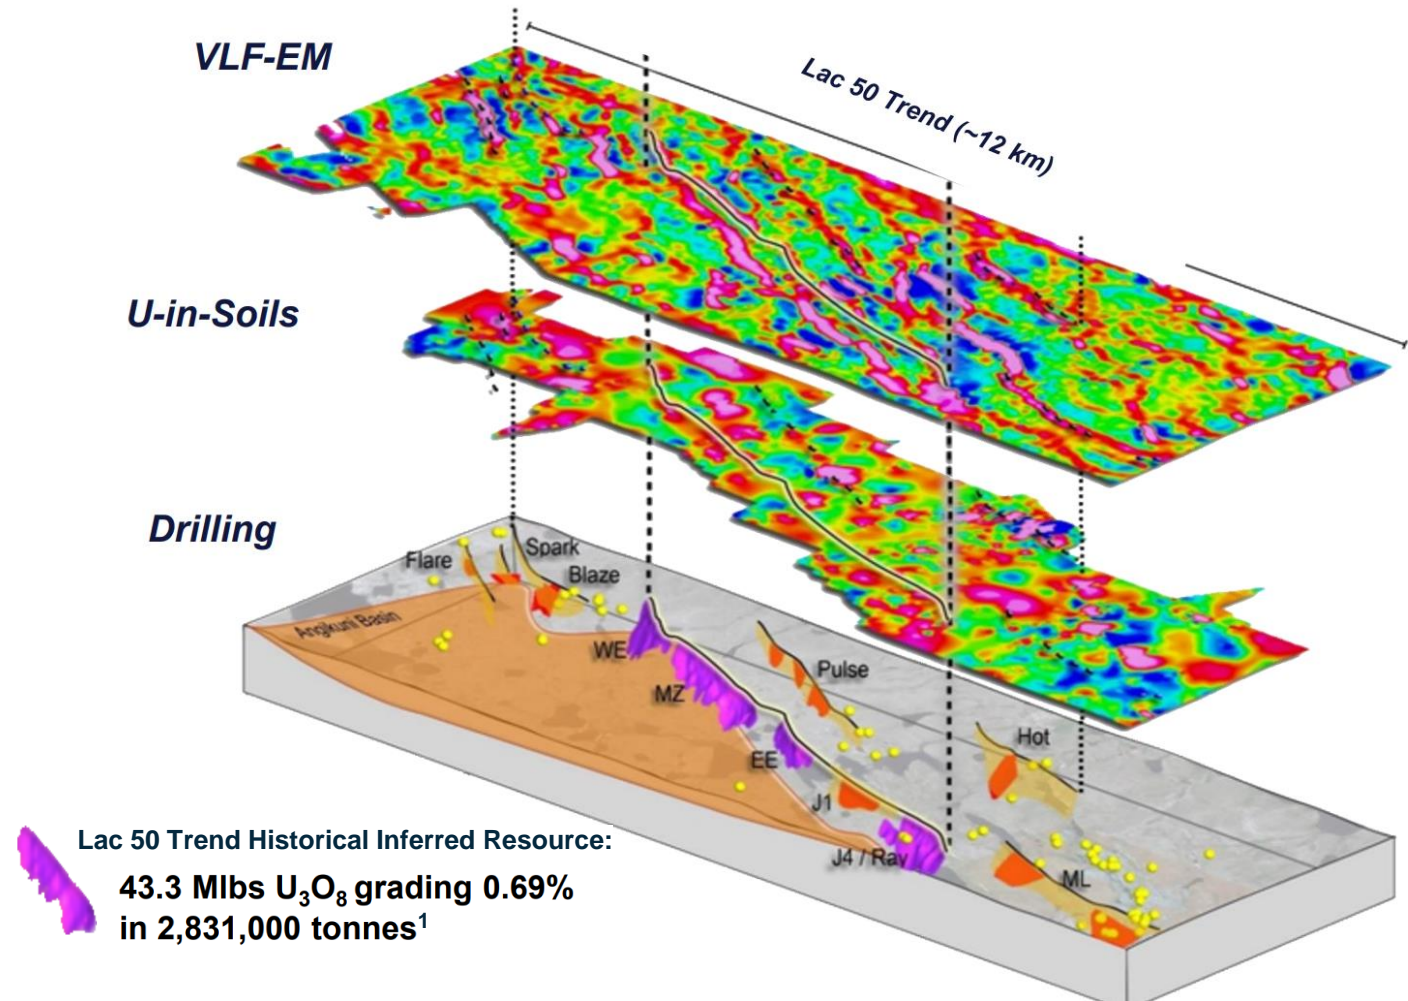 VLF-EM
Lac 50 Trend (~12 km)
U-in-Soils
Drilling
Flare
Spark
Blaze
Angikuni Basin
WE
MZ
Pulse
EE
Hot
J1
J4 / Ray
ML
Lac 50 Trend Historical Inferred Resource:
43.3 Mlbs U₃O₈ grading 0.69%
in 2,831,000 tonnes¹